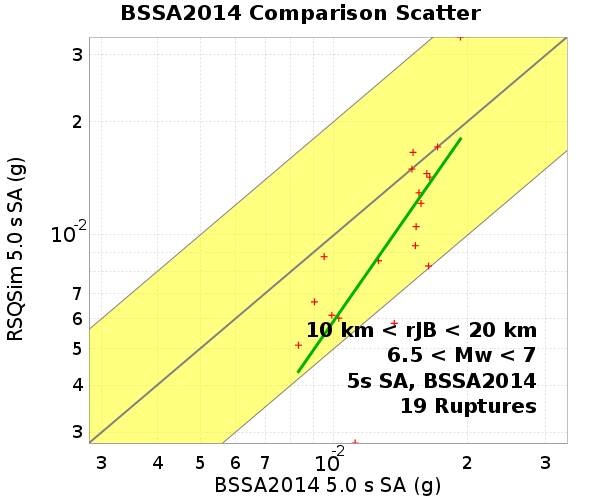 BSSA2014 Comparison Scatter
RSQSim 5.0 s SA (g)
3
2
10-2
7
6
5
4
3
10 km < rJB < 20 km
6.5 < Mw < 7
5s SA, BSSA2014
19 Ruptures
3 4 5 6 7 10-2 2 3
BSSA2014 5.0 s SA (g)